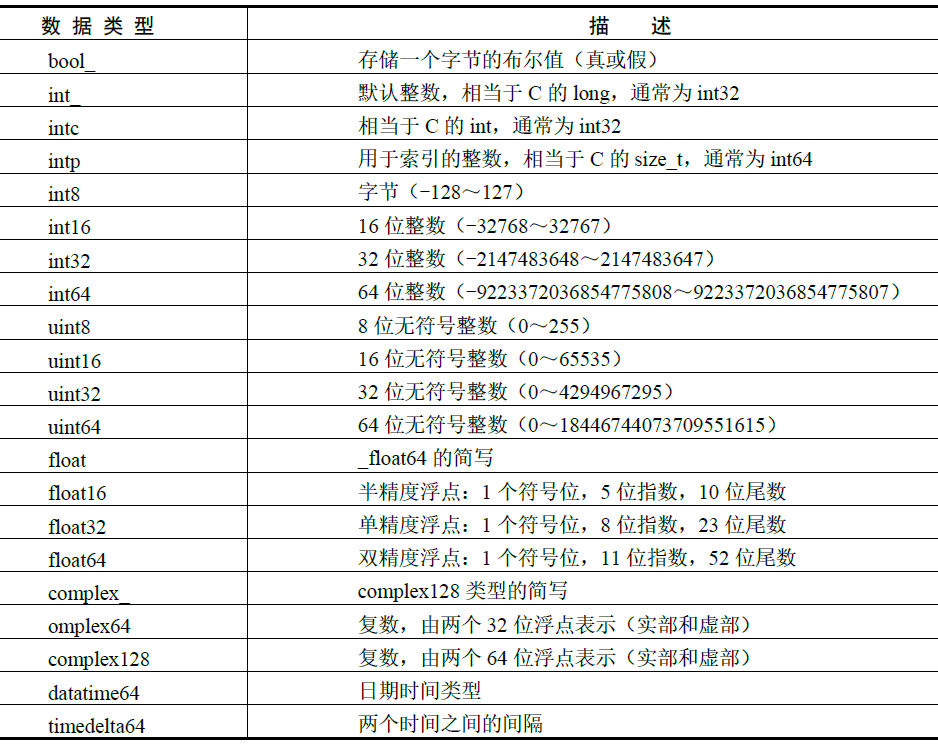 数据类型 描述
bool_ 存储一个字节的布尔值（真或假）
int_ 默认整数，相当于 C 的 long，通常为 int32
intc 相当于 C 的 int，通常为 int32
intp 用于索引的整数，相当于 C 的 size_t，通常为 int64
int8 字节（-128～127）
int16 16 位整数（-32768～32767）
int32 32 位整数（-2147483648～2147483647）
int64 64 位整数（-9223372036854775808～9223372036854775807）
uint8 8 位无符号整数（0～255）
uint16 16 位无符号整数（0～65535）
uint32 32 位无符号整数（0～4294967295）
uint64 64 位无符号整数（0～18446744073709551615）
float _float64 的简写
float16 半精度浮点：1 个符号位，5 位指数，10 位尾数
float32 单精度浮点：1 个符号位，8 位指数，23 位尾数
float64 双精度浮点：1 个符号位，11 位指数，52 位尾数
complex_ complex128 类型的简写
omplex64 复数，由两个 32 位浮点表示（实部和虚部）
complex128 复数，由两个 64 位浮点表示（实部和虚部）
datatime64 日期时间类型
timedelta64 两个时间之间的间隔